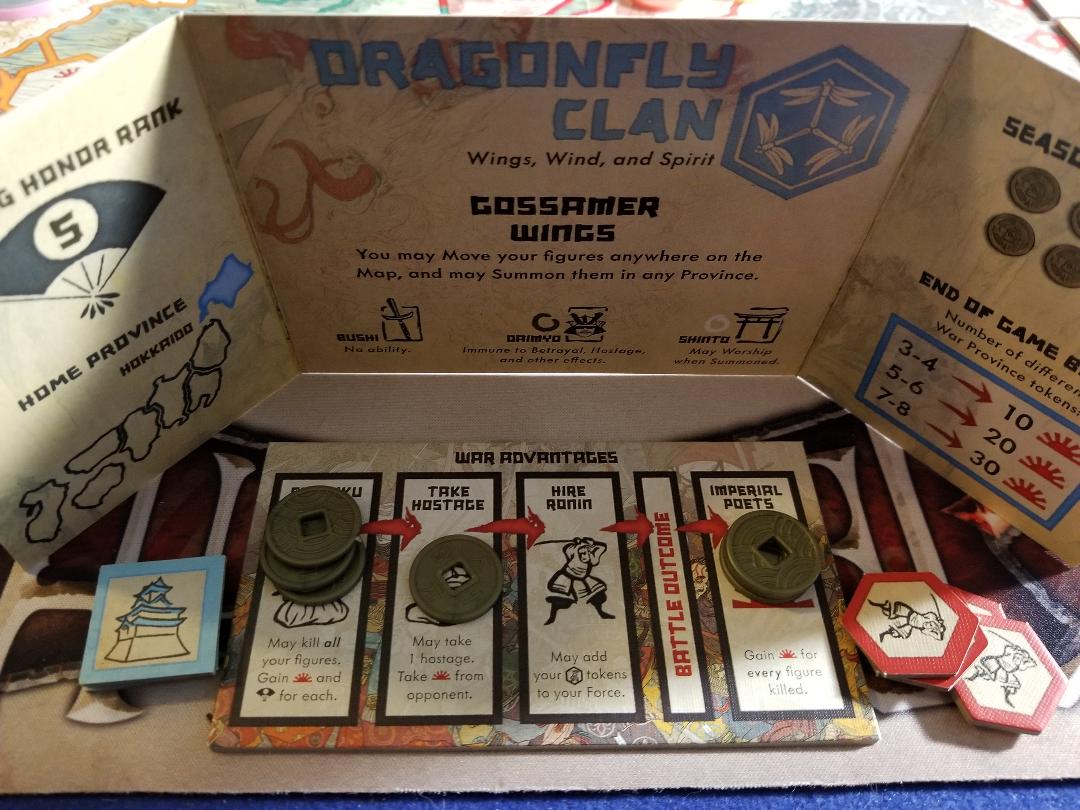 G HONOR RANK
5
HOME PROVINCE
HOKKAIDO
DRAGONFLY
CLAN
Wings, Wind, and Spirit
GOSSAMER
WINGS
You may Move your figures anywhere on the
Map, and may Summon them in any Province.
BUSHI
No ability.
DAIMYO
Immune to Betrayal, Hostage,
and other effects.
SHINTO
May Worship
when Summoned.
SEASO
END OF GAME B
Number of differen
War Province tokens
3-4 10
5-6 20
7-8 30
WAR ADVANTAGES
KU
May kill all
your figures.
Gain and
for each.
TAKE
HOSTAGE
May take
1 hostage.
Take from
opponent.
HIRE
RONIN
May add
your tokens
to your Force.
BATTLE OUTCOME
IMPERIAL
POETS
Gain for
every figure
killed.